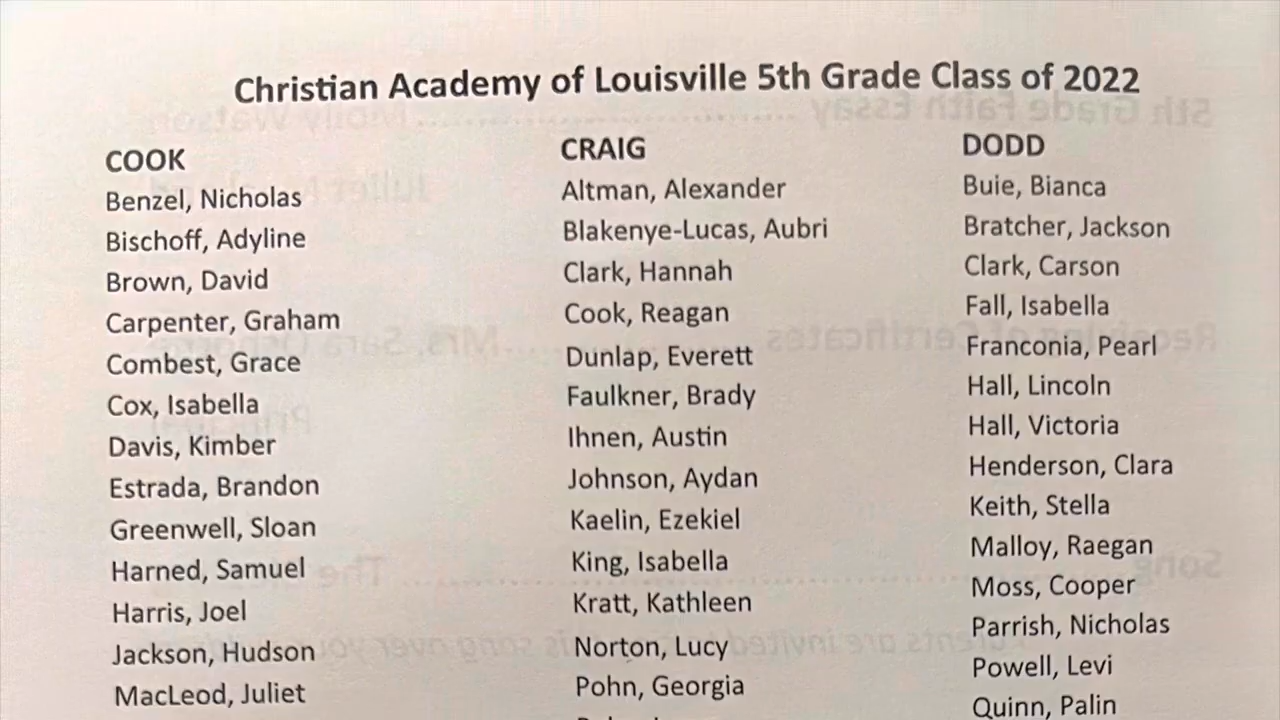 Christian Academy of Louisville 5th Grade Class of 2022
COOK
Benzel, Nicholas
Bischoff, Adyline
Brown, David
Carpenter, Graham
Combest, Grace
Cox, Isabella
Davis, Kimber
Estrada, Brandon
Greenwell, Sloan
Harned, Samuel
Harris, Joel
Jackson, Hudson
MacLeod, Juliet
CRAIG
Altman, Alexander
Blakenye-Lucas, Aubri
Clark, Hannah
Cook, Reagan
Dunlap, Everett
Faulkner, Brady
Ihnen, Austin
Johnson, Aydan
Kaelin, Ezekiel
King, Isabella
Kratt, Kathleen
Norton, Lucy
Pohn, Georgia
DODD
Buie, Bianca
Bratcher, Jackson
Clark, Carson
Fall, Isabella
Franconia, Pearl
Hall, Lincoln
Hall, Victoria
Henderson, Clara
Keith, Stella
Malloy, Raegan
Moss, Cooper
Parrish, Nicholas
Powell, Levi
Quinn, Palin